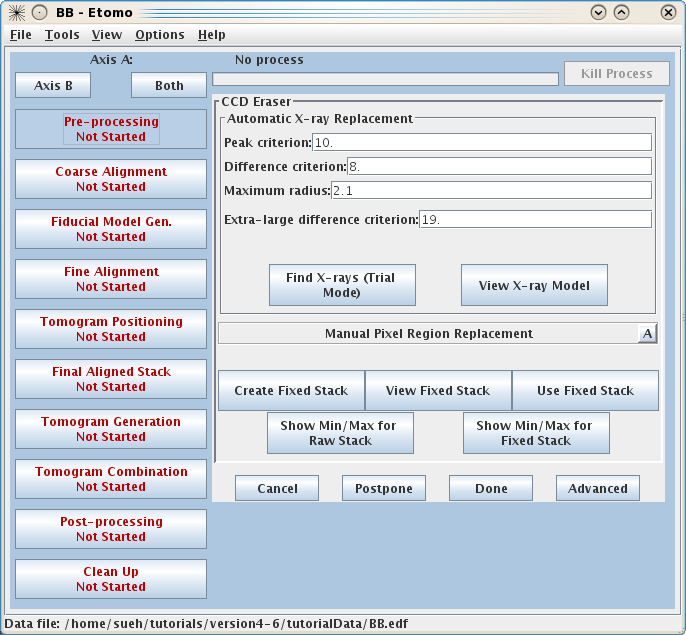 BB - Etomo
File Tools View Options Help
Axis A:
No process
Axis B
Both
Kill Process
Pre-processing
Not Started
Coarse Alignment
Not Started
Fiducial Model Gen.
Not Started
Fine Alignment
Not Started
Tomogram Positioning
Not Started
Final Aligned Stack
Not Started
Tomogram Generation
Not Started
Tomogram Combination
Not Started
Post-processing
Not Started
Clean Up
Not Started
CCD Eraser
Automatic X-ray Replacement
Peak criterion: 10.
Difference criterion: 8.
Maximum radius: 2.1
Extra-large difference criterion: 19.
Find X-rays (Trial
Mode)
View X-ray Model
Manual Pixel Region Replacement
A
Create Fixed Stack
View Fixed Stack
Use Fixed Stack
Show Min/Max for
Raw Stack
Show Min/Max for
Fixed Stack
Cancel
Postpone
Done
Advanced
Data file: /home/sueh/tutorials/version4-6/tutorialData/BB.edf